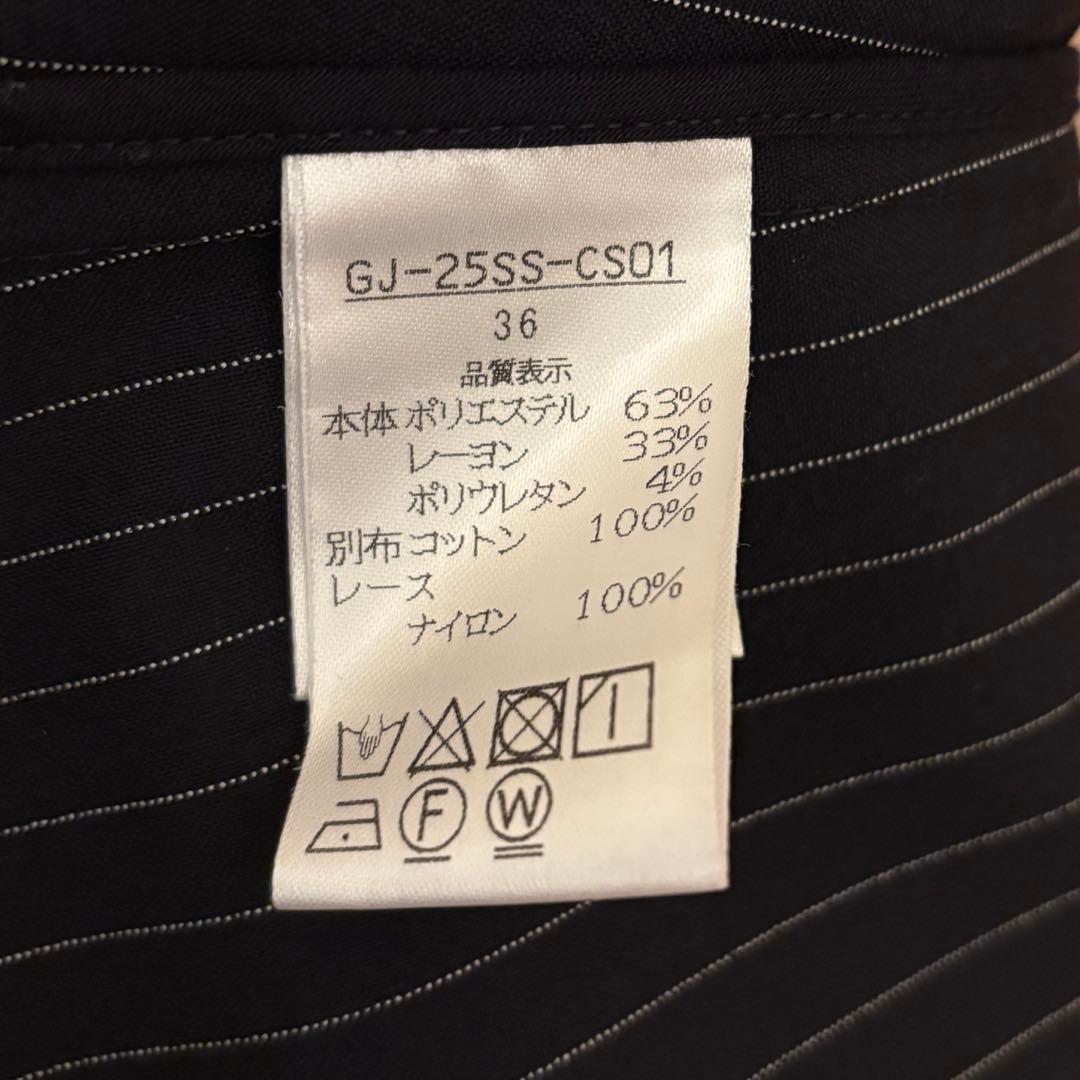 GJ-25SS-CS01
36
品質表示
本体 ポリエステル 63%
レーヨン 33%
ポリウレタン 4%
別布 コットン 100%
レース
ナイロン 100%
F W